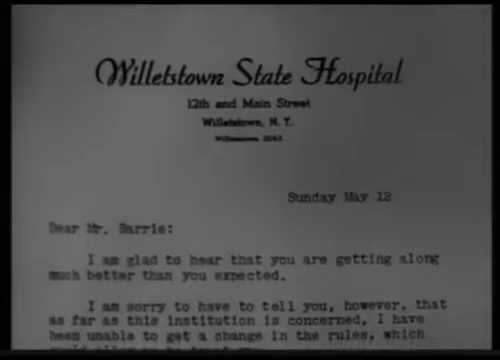 Willetstown State Hospital
12th and Main Street
Willetstown, N. Y.
Sunday May 12
Dear Mr. Barrie:
I am glad to hear that you are getting along
much better than you expected.
I am sorry to have to tell you, however, that
as far as this institution is concerned, I have
been unable to get a change in the rules, which